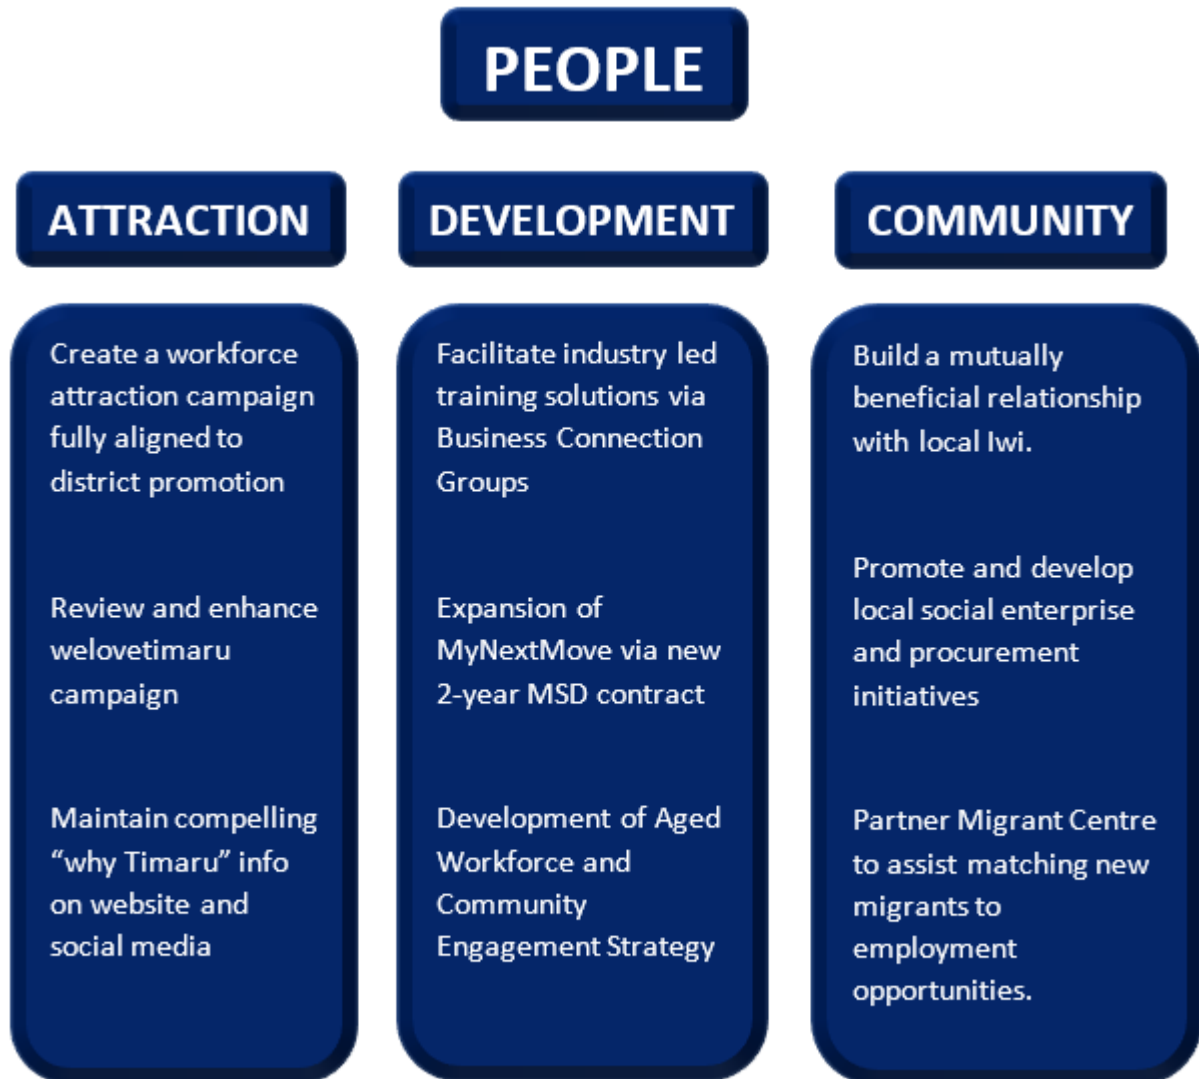 PEOPLE
ATTRACTION
DEVELOPMENT
COMMUNITY
Create a workforce
attraction campaign
fully aligned to
district promotion
Review and enhance
welovetimaru
campaign
Maintain compelling
“why Timaru” info
on website and
social media
Facilitate industry led
training solutions via
Business Connection
Groups
Expansion of
MyNextMove via new
2-year MSD contract
Development of Aged
Workforce and
Community
Engagement Strategy
Build a mutually
beneficial relationship
with local Iwi.
Promote and develop
local social enterprise
and procurement
initiatives
Partner Migrant Centre
to assist matching new
migrants to
employment
opportunities.